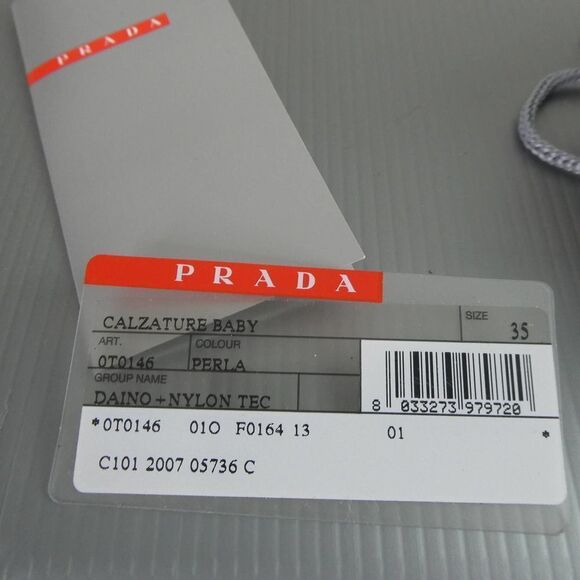 PRADA
PRADA
CALZATURE BABY
SIZE
35
ART.
COLOUR
0T0146
PERLA
GROUP NAME
DAINO+NYLON TEC
8 033273 979720
*0T0146 01O F0164 13 01 *
C101 2007 05736 C